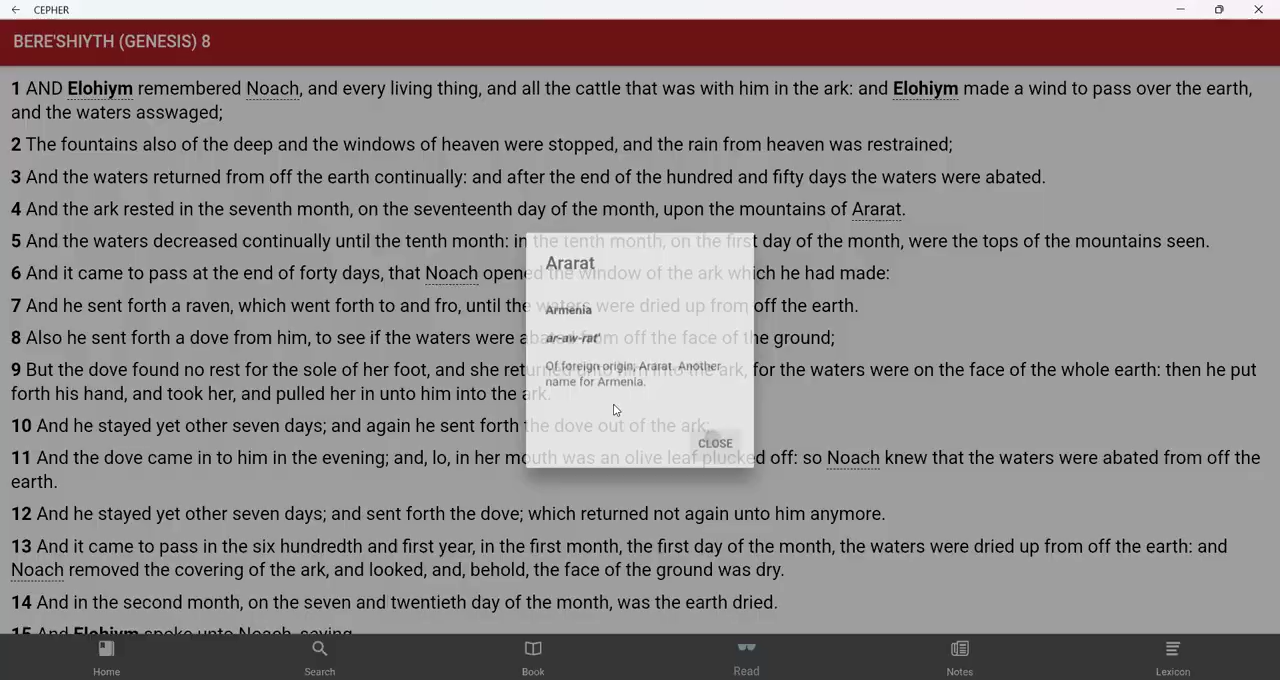 CEPHER
BERE'SHIYTH (GENESIS) 8
1 AND Elohiym remembered Noach, and every living thing, and all the cattle that was with him in the ark: and Elohiym made a wind to pass over the earth,
and the waters asswaged;
2 The fountains also of the deep and the windows of heaven were stopped, and the rain from heaven was restrained;
3 And the waters returned from off the earth continually: and after the end of the hundred and fifty days the waters were abated.
4 And the ark rested in the seventh month, on the seventeenth day of the month, upon the mountains of Ararat.
5 And the waters decreased continually until the tenth month: in the tenth month, on the first day of the month, were the tops of the mountains seen.
6 And it came to pass at the end of forty days, that Noach opened the window of the ark which he had made:
7 And he sent forth a raven, which went forth to and fro, until the waters were dried up from off the earth.
8 Also he sent forth a dove from him, to see if the waters were abated from off the face of the ground;
9 But the dove found no rest for the sole of her foot, and she returned unto him into the ark, for the waters were on the face of the whole earth: then he put
forth his hand, and took her, and pulled her in unto him into the ark.
10 And he stayed yet other seven days; and again he sent forth the dove out of the ark;
11 And the dove came in to him in the evening; and, lo, in her mouth was an olive leaf plucked off: so Noach knew that the waters were abated from off the
earth.
12 And he stayed yet other seven days; and sent forth the dove; which returned not again unto him anymore.
13 And it came to pass in the six hundredth and first year, in the first month, the first day of the month, the waters were dried up from off the earth: and
Noach removed the covering of the ark, and looked, and, behold, the face of the ground was dry.
14 And in the second month, on the seven and twentieth day of the month, was the earth dried.
15 And Elohiym spoke unto Noach, saying,
Ararat
Armenia
ar-aw-rat'
Of foreign origin; Ararat. Another
name for Armenia.
CLOSE
Home
Search
Book
Read
Notes
Lexicon